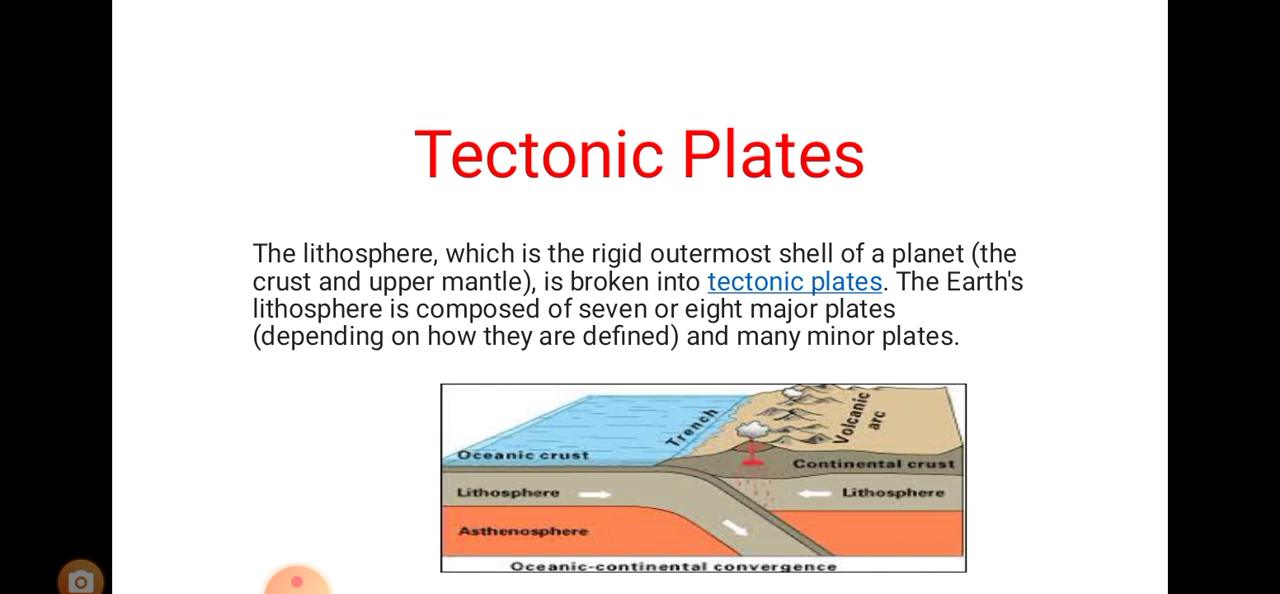 Tectonic Plates
The lithosphere, which is the rigid outermost shell of a planet (the
crust and upper mantle), is broken into tectonic plates. The Earth's
lithosphere is composed of seven or eight major plates
(depending on how they are defined) and many minor plates.
Trench
Volcanic
arc
Oceanic crust
Continental crust
Lithosphere
Lithosphere
Asthenosphere
Oceanic-continental convergence